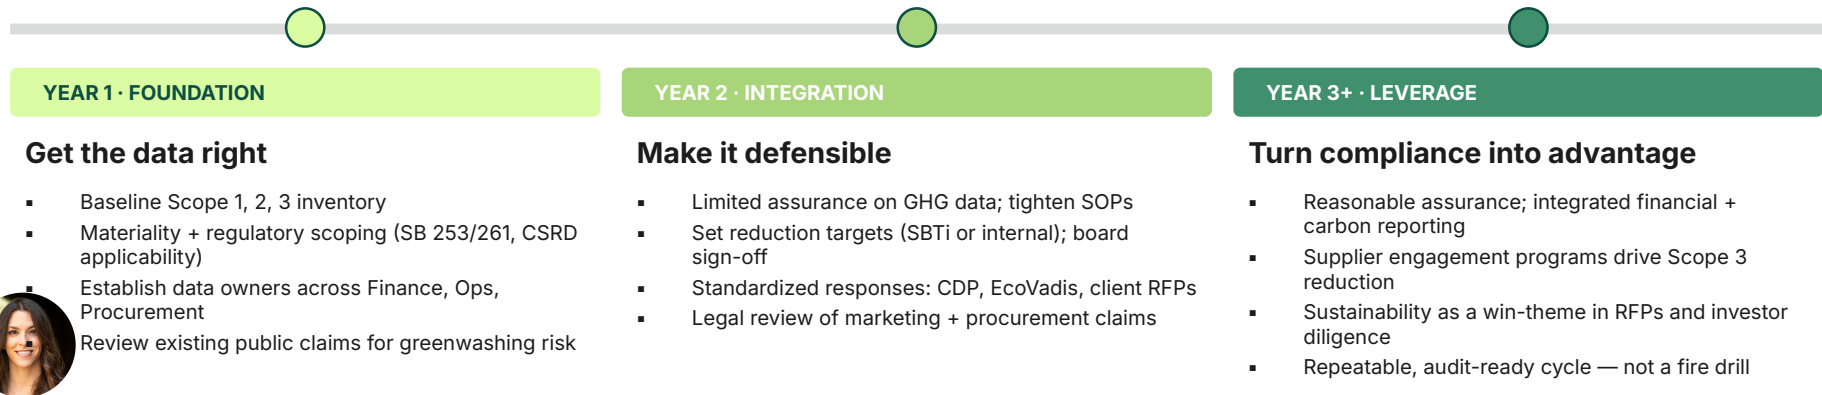 YEAR 1 · FOUNDATION
Get the data right
▪ Baseline Scope 1, 2, 3 inventory
▪ Materiality + regulatory scoping (SB 253/261, CSRD
applicability)
▪ Establish data owners across Finance, Ops,
Procurement
▪ Review existing public claims for greenwashing risk
YEAR 2 · INTEGRATION
Make it defensible
▪ Limited assurance on GHG data; tighten SOPs
▪ Set reduction targets (SBTi or internal); board
sign-off
▪ Standardized responses: CDP, EcoVadis, client RFPs
▪ Legal review of marketing + procurement claims
YEAR 3+ · LEVERAGE
Turn compliance into advantage
▪ Reasonable assurance; integrated financial +
carbon reporting
▪ Supplier engagement programs drive Scope 3
reduction
▪ Sustainability as a win-theme in RFPs and investor
diligence
▪ Repeatable, audit-ready cycle — not a fire drill